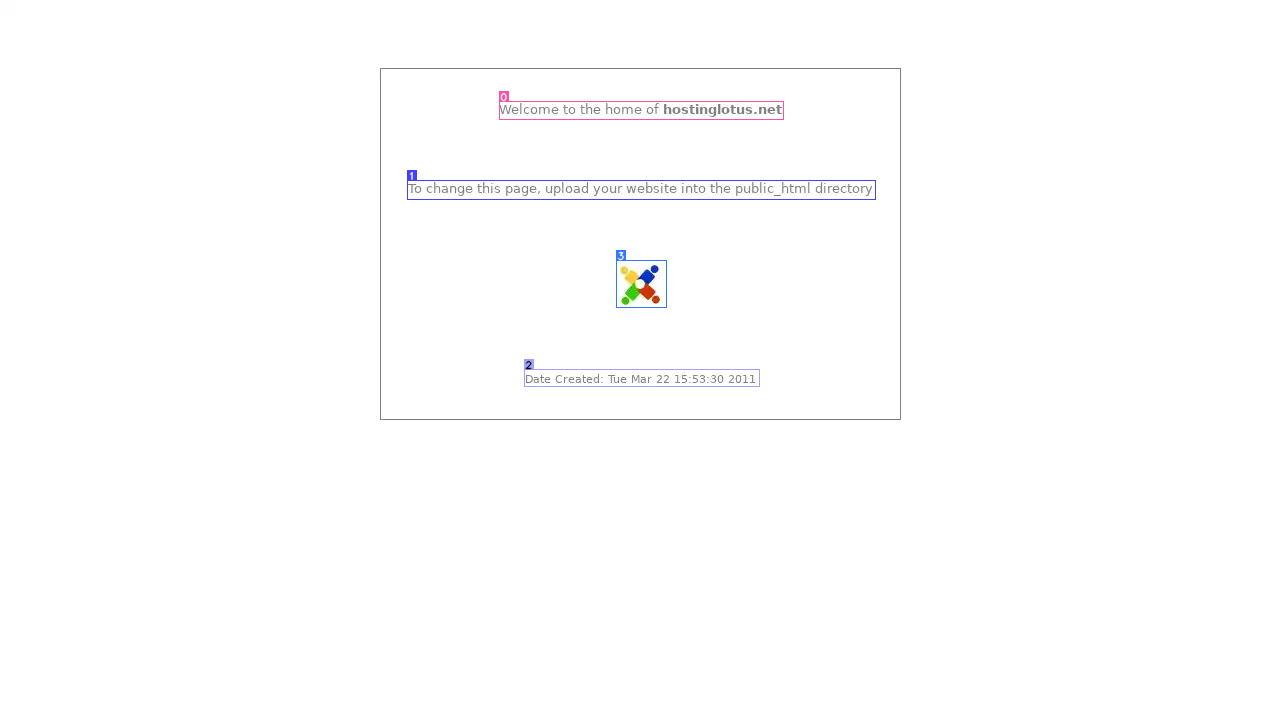 0
Welcome to the home of hostinglotus.net
1
To change this page, upload your website into the public_html directory
3
2
Date Created: Tue Mar 22 15:53:30 2011